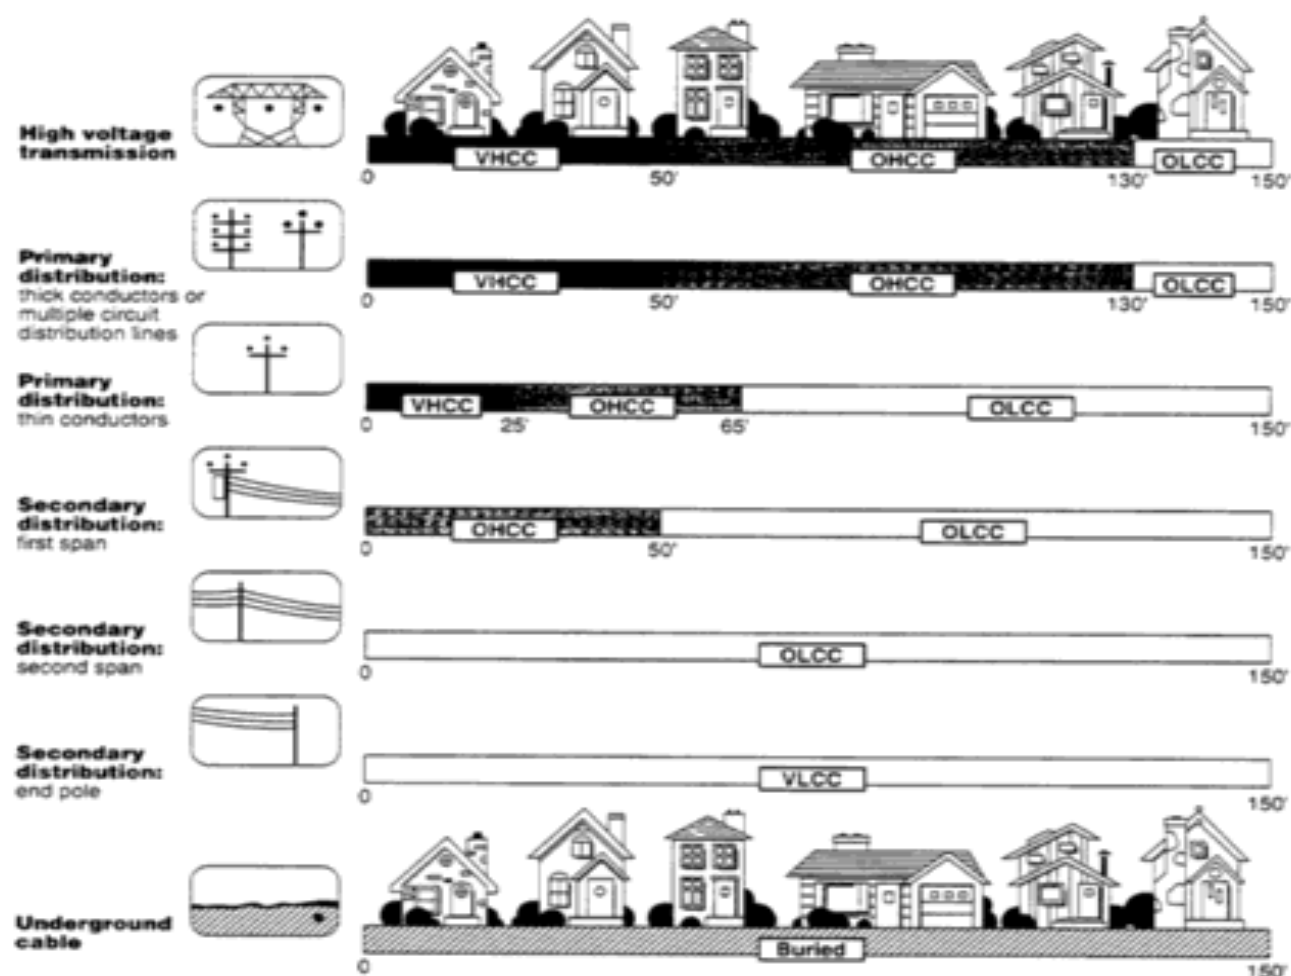 High voltage
transmission
VHCC
OHCC
OLCC
0
50'
130'
150'
Primary
distribution:
thick conductors or
multiple circuit
distribution lines
VHCC
OHCC
OLCC
0
50'
130'
150'
Primary
distribution:
thin conductors
VHCC
OHCC
OLCC
0
25'
65'
150'
Secondary
distribution:
first span
OHCC
OLCC
0
50'
150'
Secondary
distribution:
second span
OLCC
0
150'
Secondary
distribution:
end pole
VLCC
0
150'
Underground
cable
Buried
0
150'